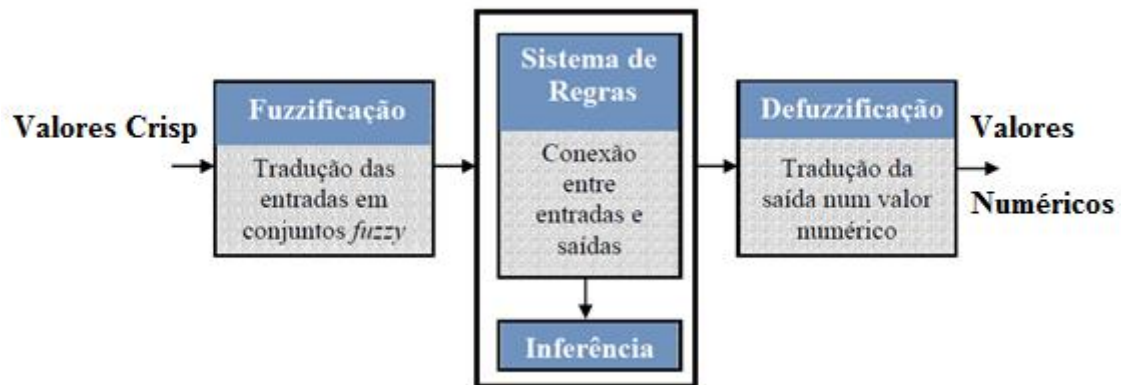 Valores Crisp
Fuzzificação
Tradução das
entradas em
conjuntos fuzzy
Sistema de
Regras
Conexão
entre
entradas e
saídas
Inferência
Defuzzificação
Tradução da
saída num valor
numérico
Valores
Numéricos